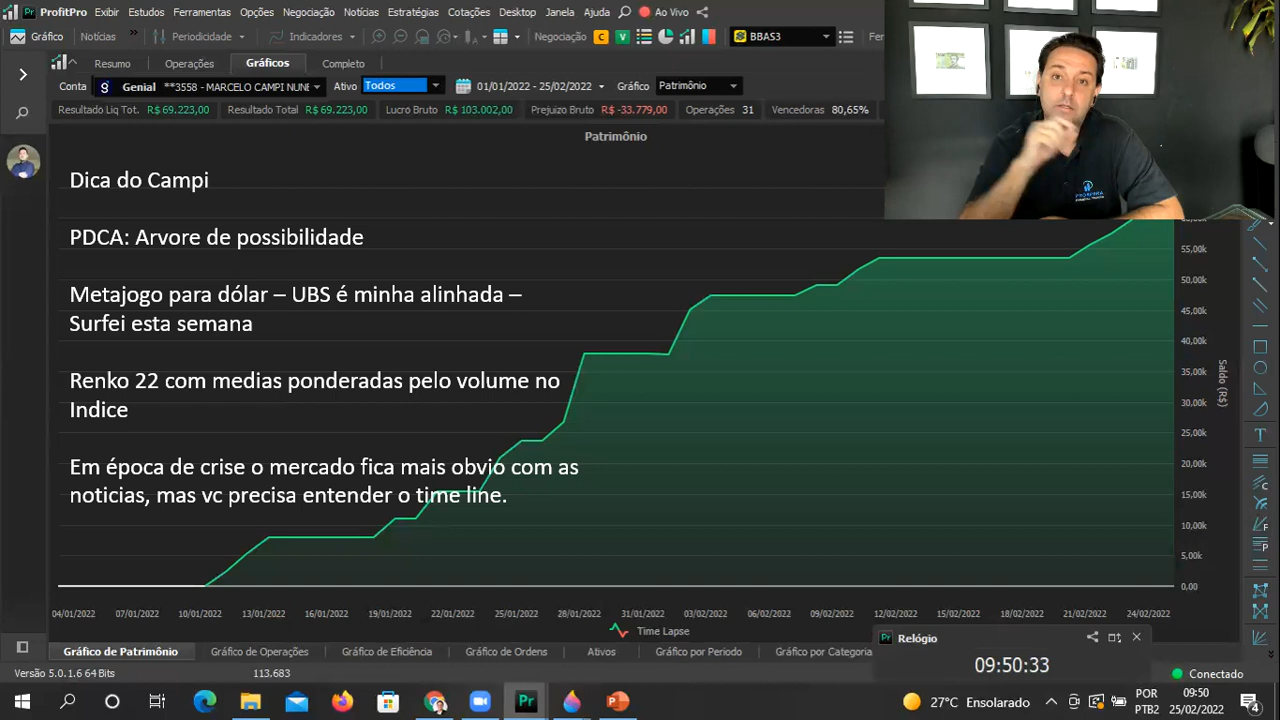 ProfitPro Exibir Estudos Ferramentas Opções Negociação Notícias Estratégias Cotações Desktop Janela Ajuda Ao Vivo
Gráfico Notícias » Periodicidades Indicadores Negociação C V BBAS3
Resumo Operações Gráficos Completo
Conta Genial **3558 - MARCELO CAMPI NUN Ativo Todos 01/01/2022 - 25/02/2022 Gráfico Patrimônio
Resultado Liq Tot. R$ 69.223,00 Resultado Total R$ 69.223,00 Lucro Bruto R$ 103.002,00 Prejuizo Bruto R$ -33.779,00 Operações 31 Vencedoras 80,65%
Patrimônio
Dica do Campi
PDCA: Arvore de possibilidade
Metajogo para dólar – UBS é minha alinhada –
Surfei esta semana
Renko 22 com medias ponderadas pelo volume no
Indice
Em época de crise o mercado fica mais obvio com as
noticias, mas vc precisa entender o time line.
55,00k
50,00k
45,00k
40,00k
35,00k
30,00k
25,00k
20,00k
15,00k
10,00k
5,00k
0,00
Saldo (R$)
04/01/2022 07/01/2022 10/01/2022 13/01/2022 16/01/2022 19/01/2022 22/01/2022 25/01/2022 28/01/2022 31/01/2022 03/02/2022 06/02/2022 09/02/2022 12/02/2022 15/02/2022 18/02/2022 21/02/2022 24/02/2022
Time Lapse
Gráfico de Patrimônio Gráfico de Operações Gráfico de Eficiência Gráfico de Ordens Ativos Gráfico por Periodo Gráfico por Categoria
Pr Relógio
09:50:33
Versão 5.0.1.6 64 Bits 113.683 Conectado
Pr 27°C Ensolarado POR 09:50
PTB2 25/02/2022 4